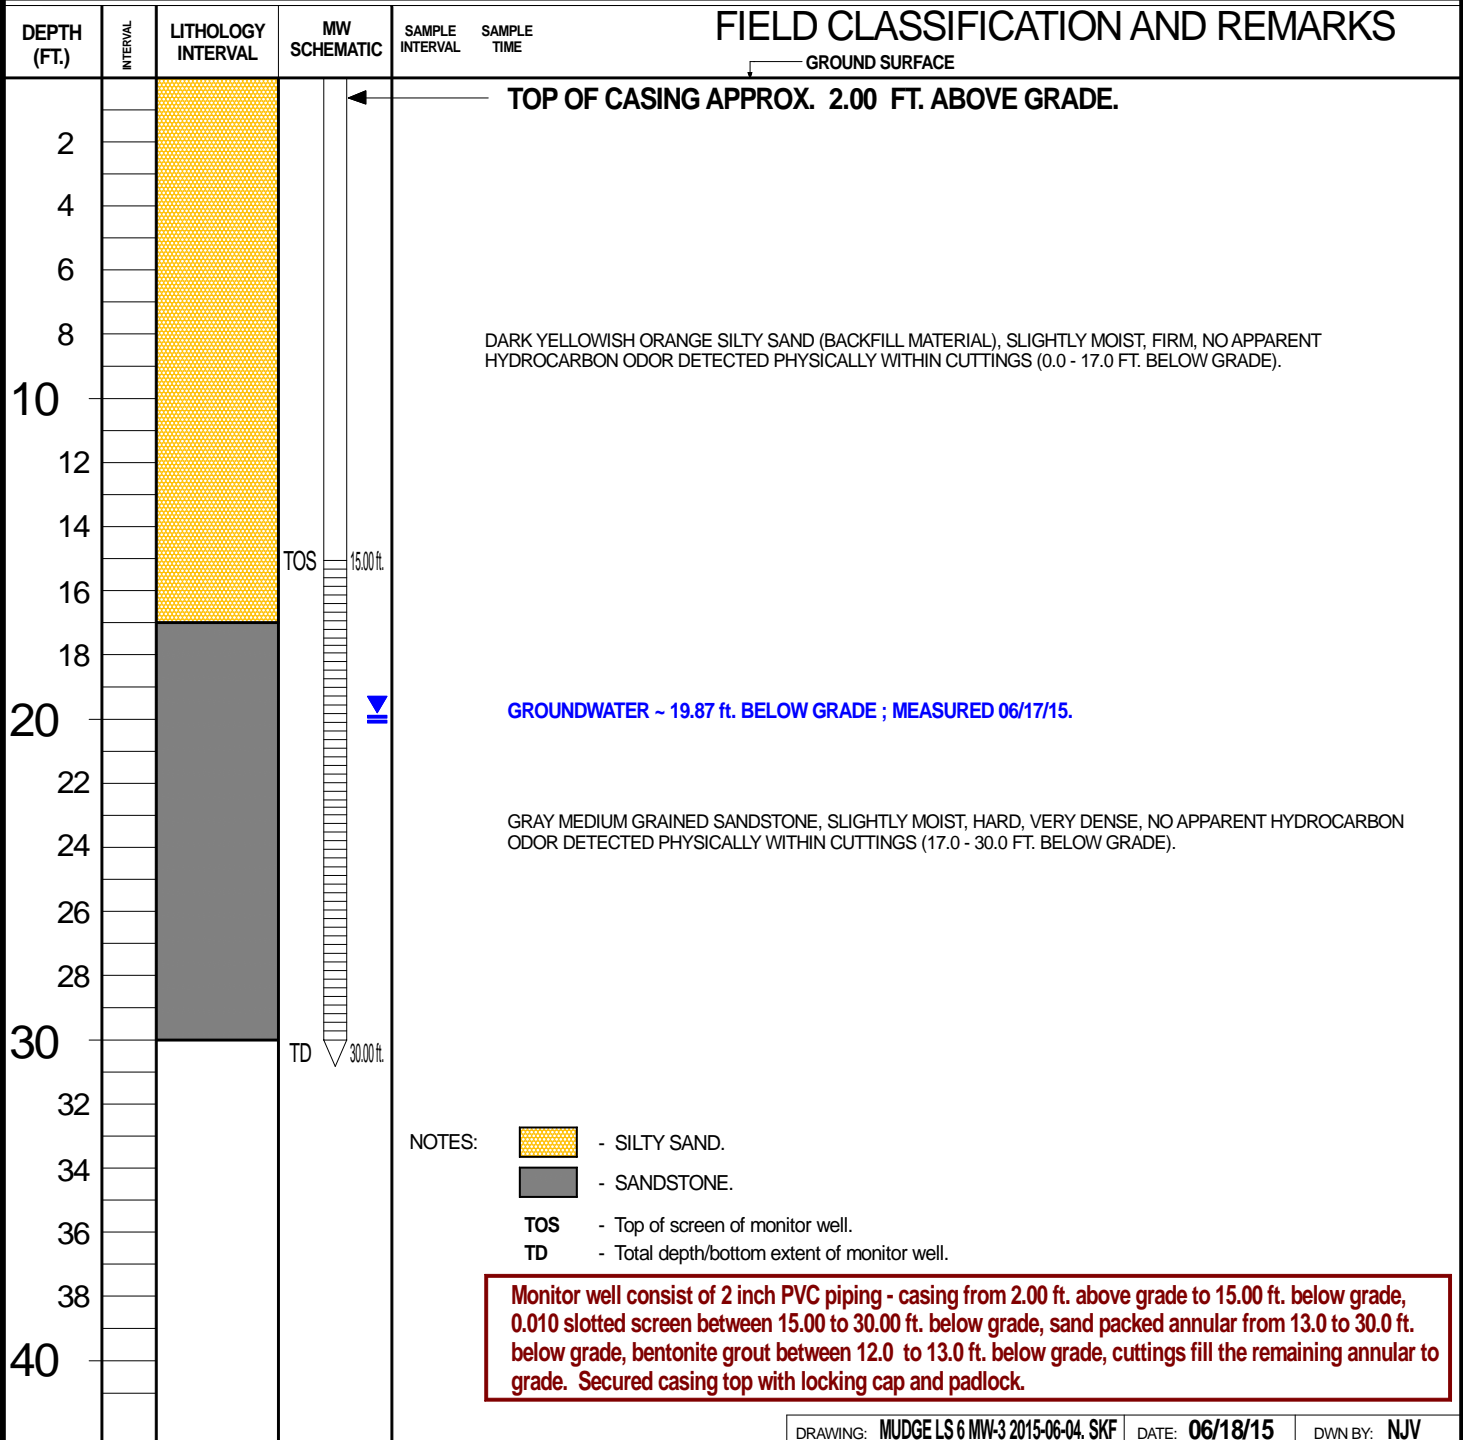 DEPTH (FT.)
INTERVAL
LITHOLOGY INTERVAL
MW SCHEMATIC
SAMPLE INTERVAL
SAMPLE TIME
FIELD CLASSIFICATION AND REMARKS
GROUND SURFACE
TOP OF CASING APPROX. 2.00 FT. ABOVE GRADE.
2
4
6
8
DARK YELLOWISH ORANGE SILTY SAND (BACKFILL MATERIAL), SLIGHTLY MOIST, FIRM, NO APPARENT
HYDROCARBON ODOR DETECTED PHYSICALLY WITHIN CUTTINGS (0.0 - 17.0 FT. BELOW GRADE).
10
12
14
TOS 15.00 ft.
16
18
20
GROUNDWATER ~ 19.87 ft. BELOW GRADE ; MEASURED 06/17/15.
22
GRAY MEDIUM GRAINED SANDSTONE, SLIGHTLY MOIST, HARD, VERY DENSE, NO APPARENT HYDROCARBON
ODOR DETECTED PHYSICALLY WITHIN CUTTINGS (17.0 - 30.0 FT. BELOW GRADE).
24
26
28
30
TD 30.00 ft.
32
NOTES: - SILTY SAND.
34
- SANDSTONE.
36
TOS - Top of screen of monitor well.
TD - Total depth/bottom extent of monitor well.
38
Monitor well consist of 2 inch PVC piping - casing from 2.00 ft. above grade to 15.00 ft. below grade,
0.010 slotted screen between 15.00 to 30.00 ft. below grade, sand packed annular from 13.0 to 30.0 ft.
below grade, bentonite grout between 12.0 to 13.0 ft. below grade, cuttings fill the remaining annular to
grade. Secured casing top with locking cap and padlock.
40
DRAWING: MUDGE LS 6 MW-3 2015-06-04. SKF DATE: 06/18/15 DWN BY: NJV